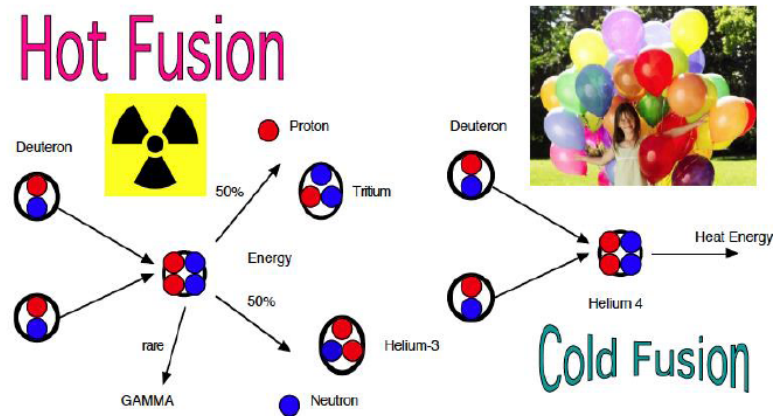 Hot Fusion
Deuteron
Proton
50%
Tritium
Energy
50%
rare
Helium-3
GAMMA
Neutron
Deuteron
Heat Energy
Helium 4
Cold Fusion